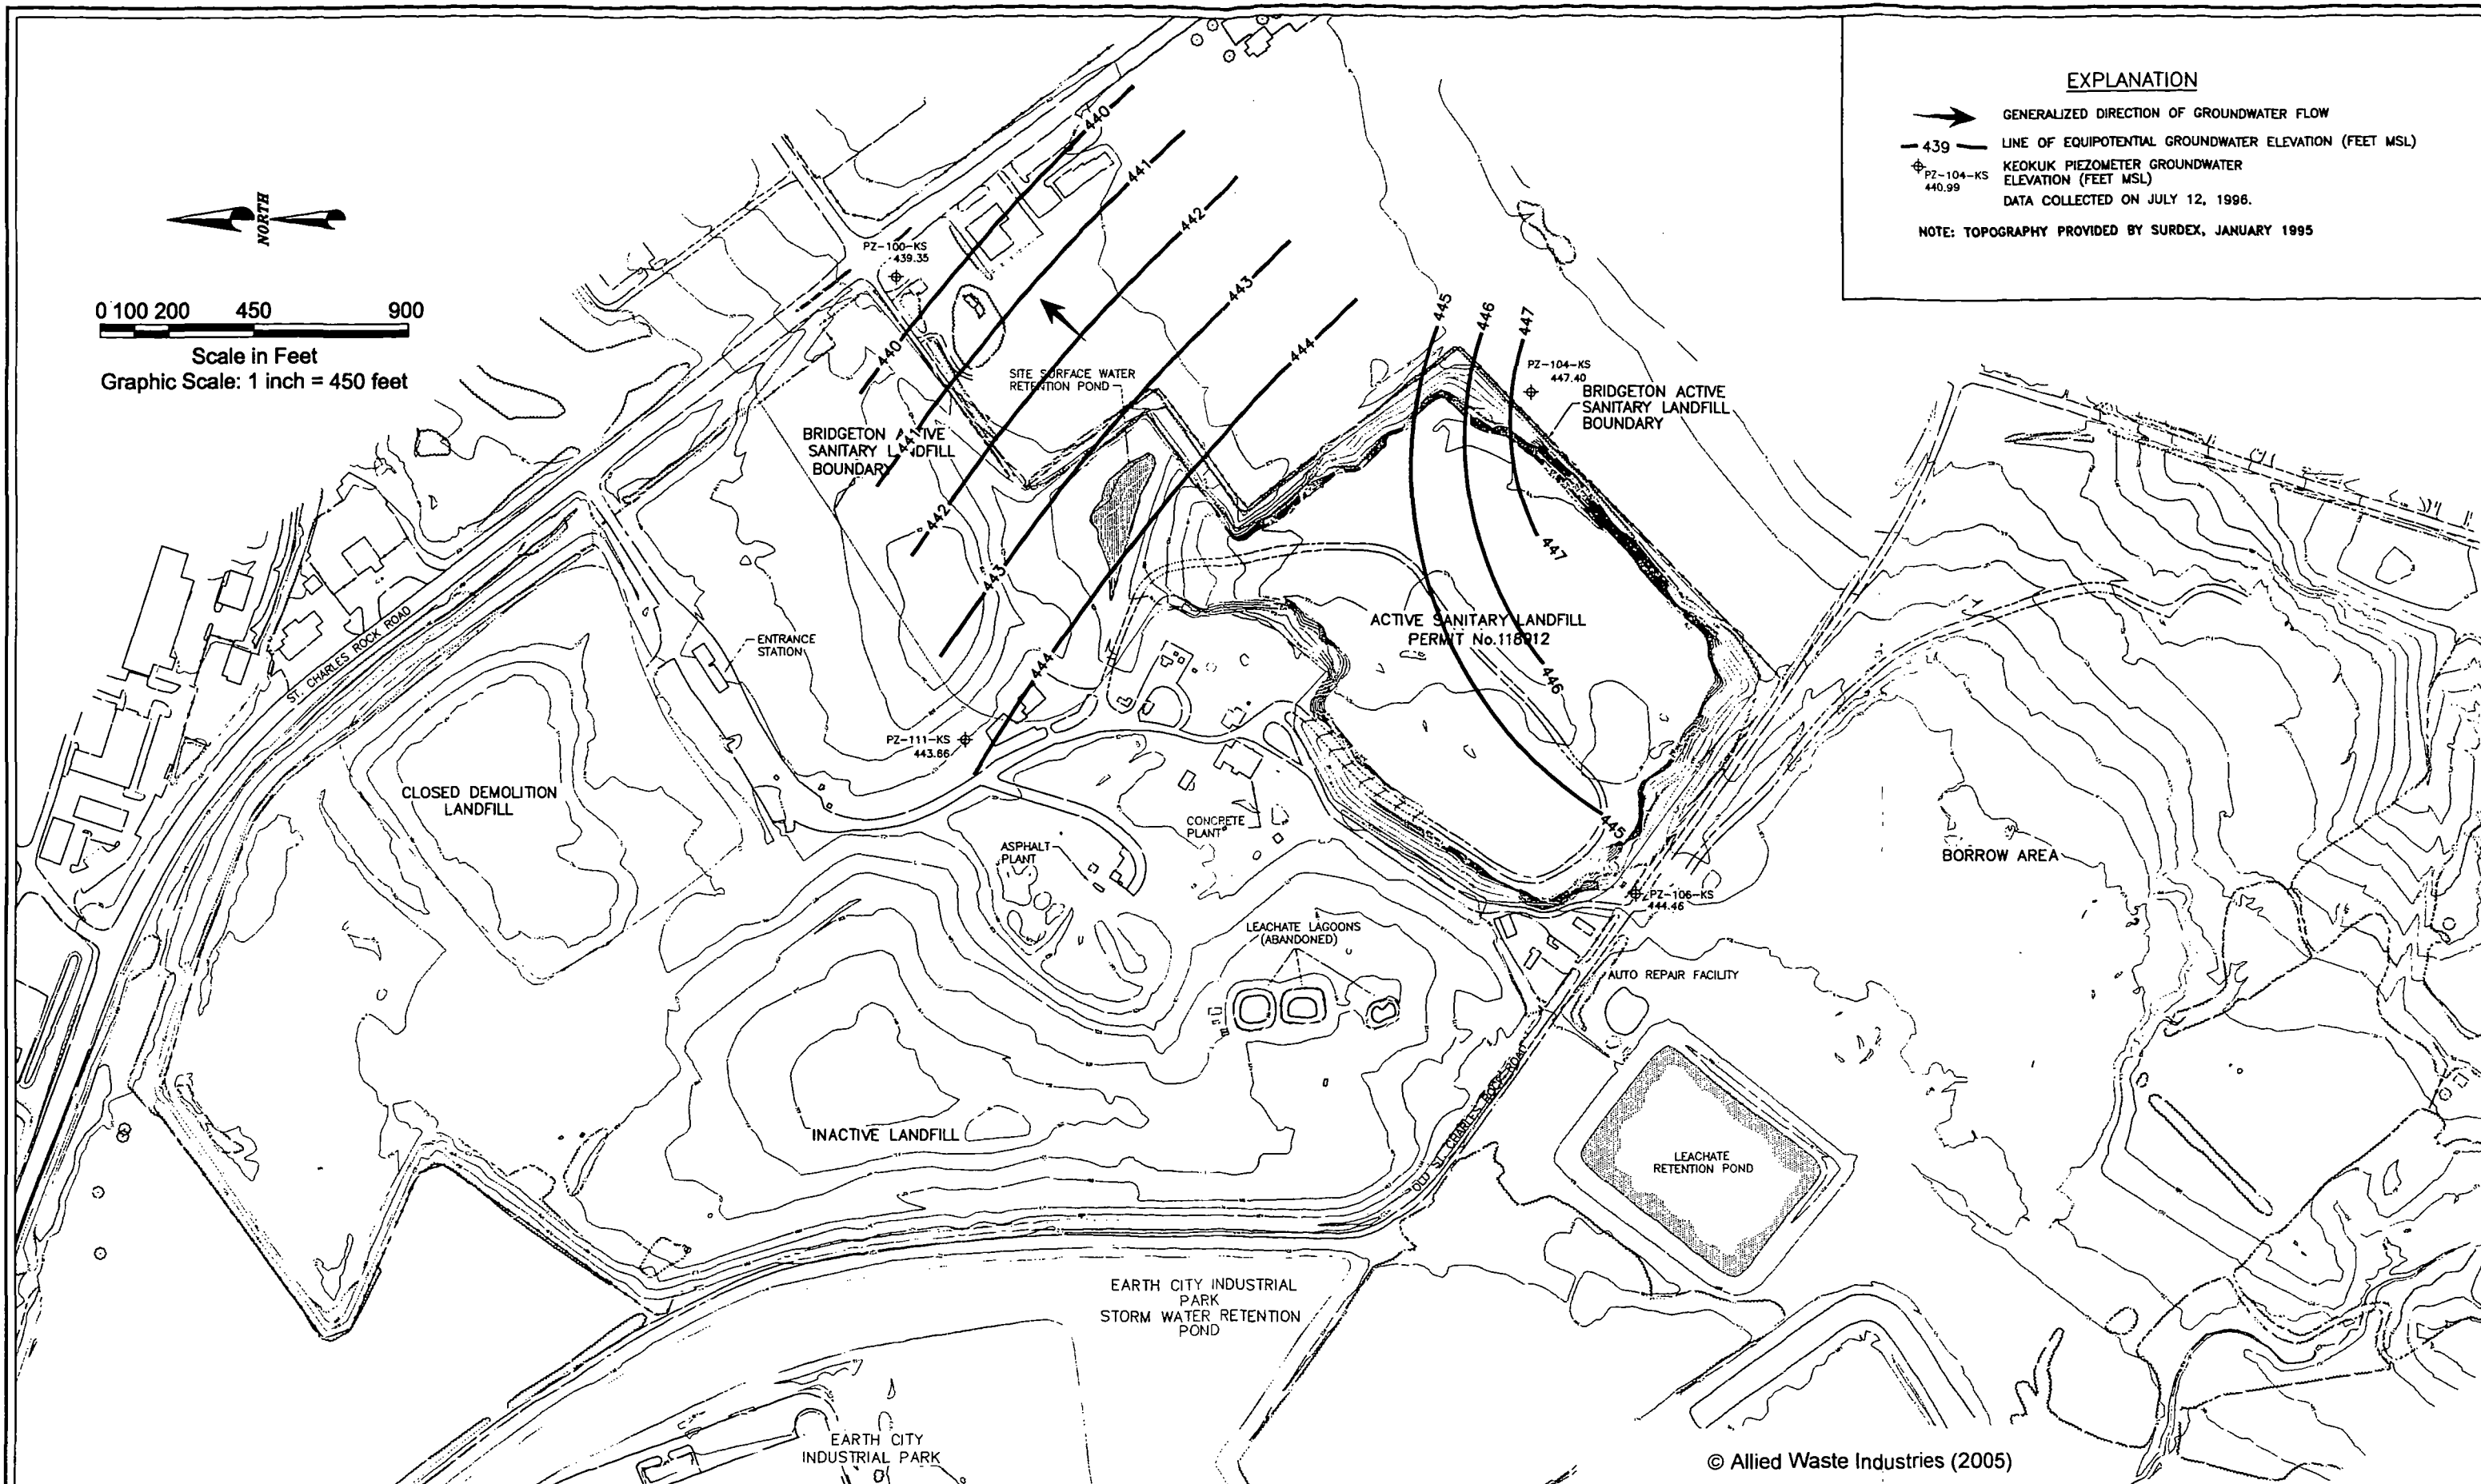 EXPLANATION
GENERALIZED DIRECTION OF GROUNDWATER FLOW
439 LINE OF EQUIPOTENTIAL GROUNDWATER ELEVATION (FEET MSL)
PZ-104-KS
440.99
KEOKUK PIEZOMETER GROUNDWATER
ELEVATION (FEET MSL)
DATA COLLECTED ON JULY 12, 1996.
NOTE: TOPOGRAPHY PROVIDED BY SURDEX, JANUARY 1995
NORTH
0 100 200 450 900
Scale in Feet
Graphic Scale: 1 inch = 450 feet
440
441
442
443
444
445
446
447
PZ-100-KS
439.35
440
441
442
443
444
SITE SURFACE WATER
RETENTION POND
PZ-104-KS
447.40
BRIDGETON ACTIVE
SANITARY LANDFILL
BOUNDARY
BRIDGETON A TIVE
SANITARY L NDFILL
BOUNDARY
447
446
445
ACTIVE SANITARY LANDFILL
PERMIT No.118912
ENTRANCE
STATION
ST. CHARLES ROCK ROAD
PZ-111-KS
443.66
CLOSED DEMOLITION
LANDFILL
CONCRETE
PLANT
ASPHALT
PLANT
BORROW AREA
PZ-106-KS
444.46
LEACHATE LAGOONS
(ABANDONED)
AUTO REPAIR FACILITY
OLD ST. CHARLES ROCK ROAD
INACTIVE LANDFILL
LEACHATE
RETENTION POND
EARTH CITY INDUSTRIAL
PARK
STORM WATER RETENTION
POND
EARTH CITY
INDUSTRIAL PARK
© Allied Waste Industries (2005)